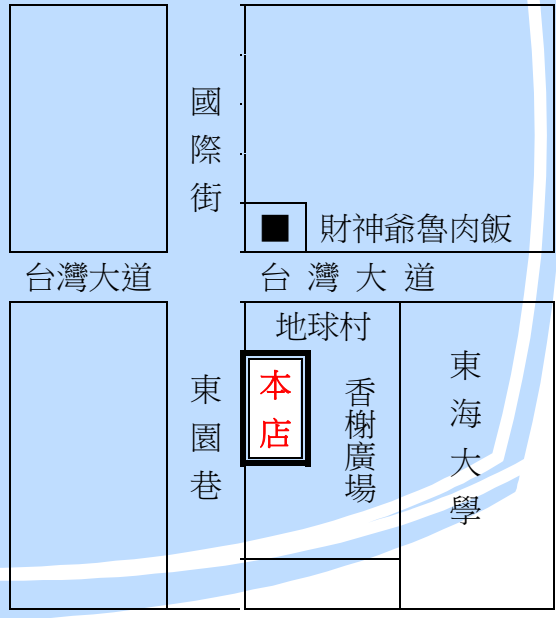 國際街
財神爺魯肉飯
台灣大道
台灣大道
地球村
東園巷
本店
香榭廣場
東海大學